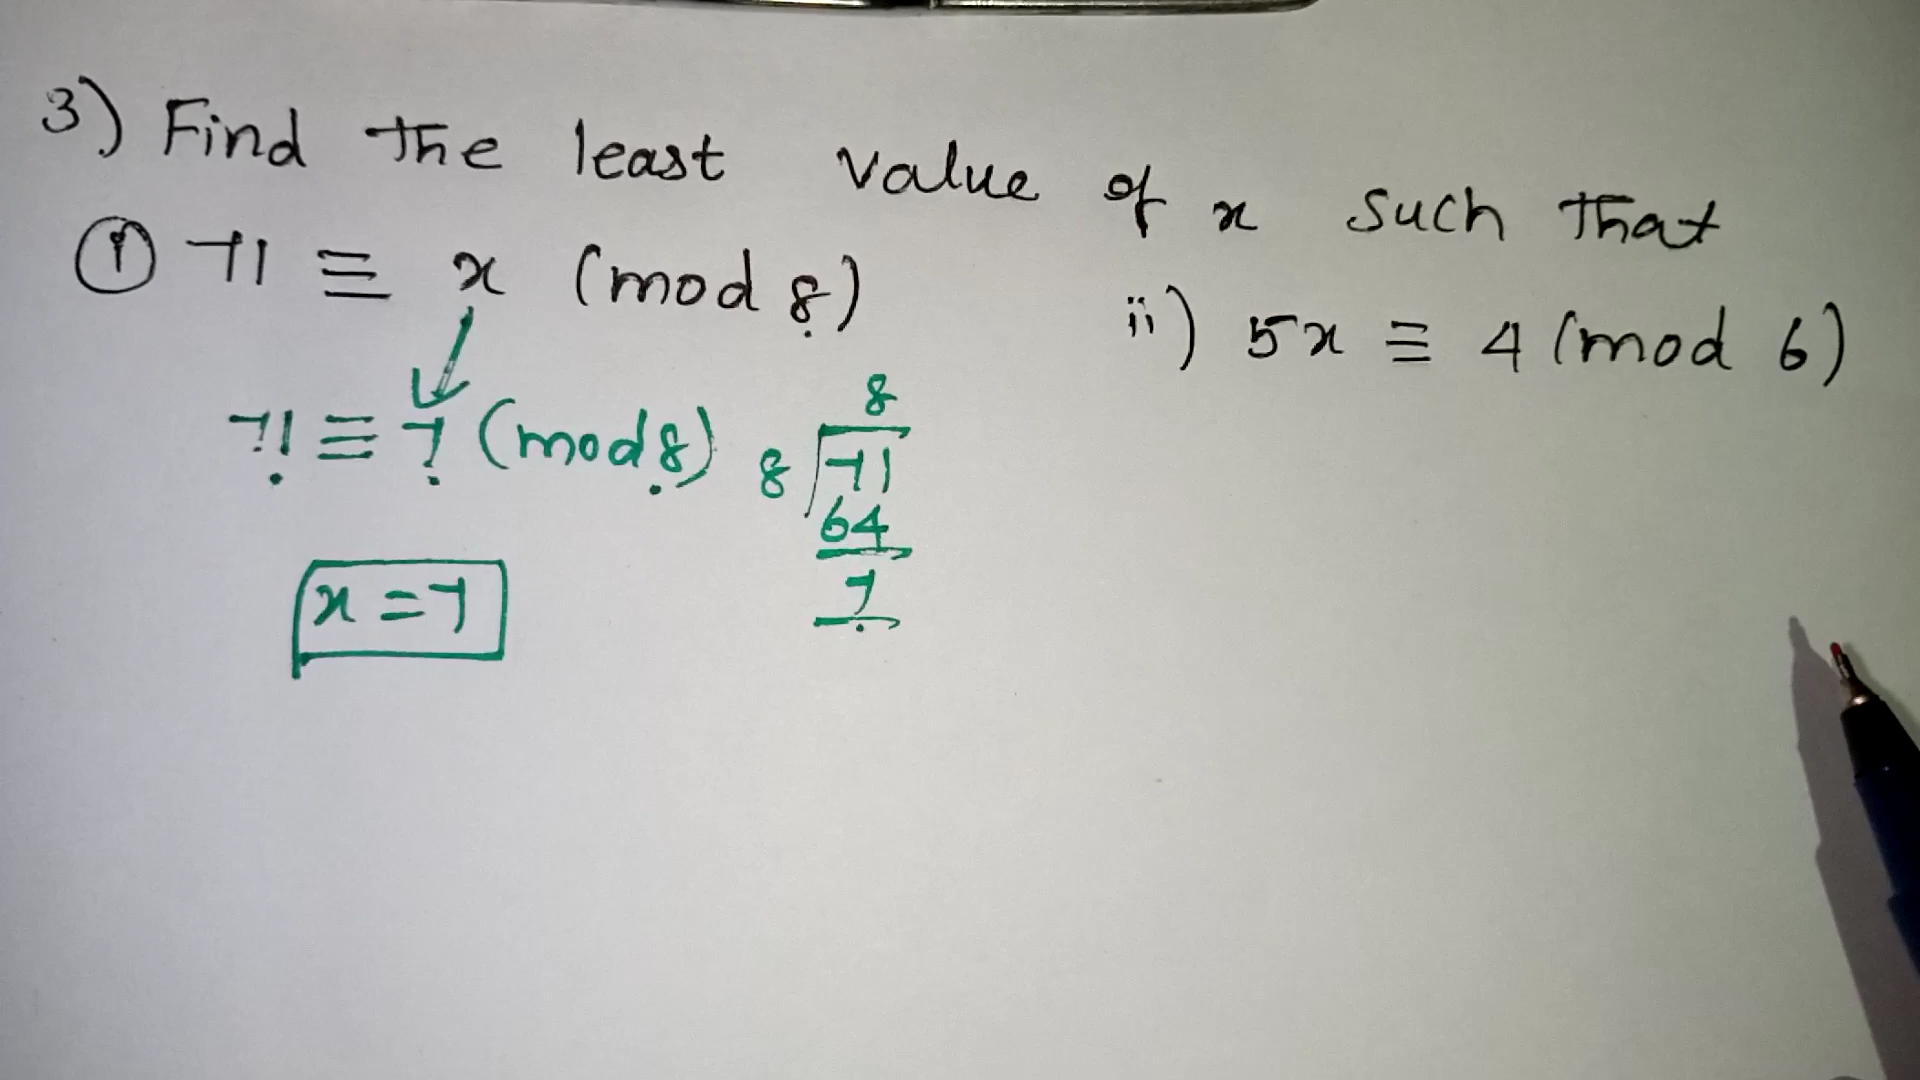 3) Find the least value of x such that
(i) 71 ≡ x (mod 8)
ii) 5x ≡ 4 (mod 6)
71 ≡ 7 (mod 8)
8
8 71
64
7
x = 7